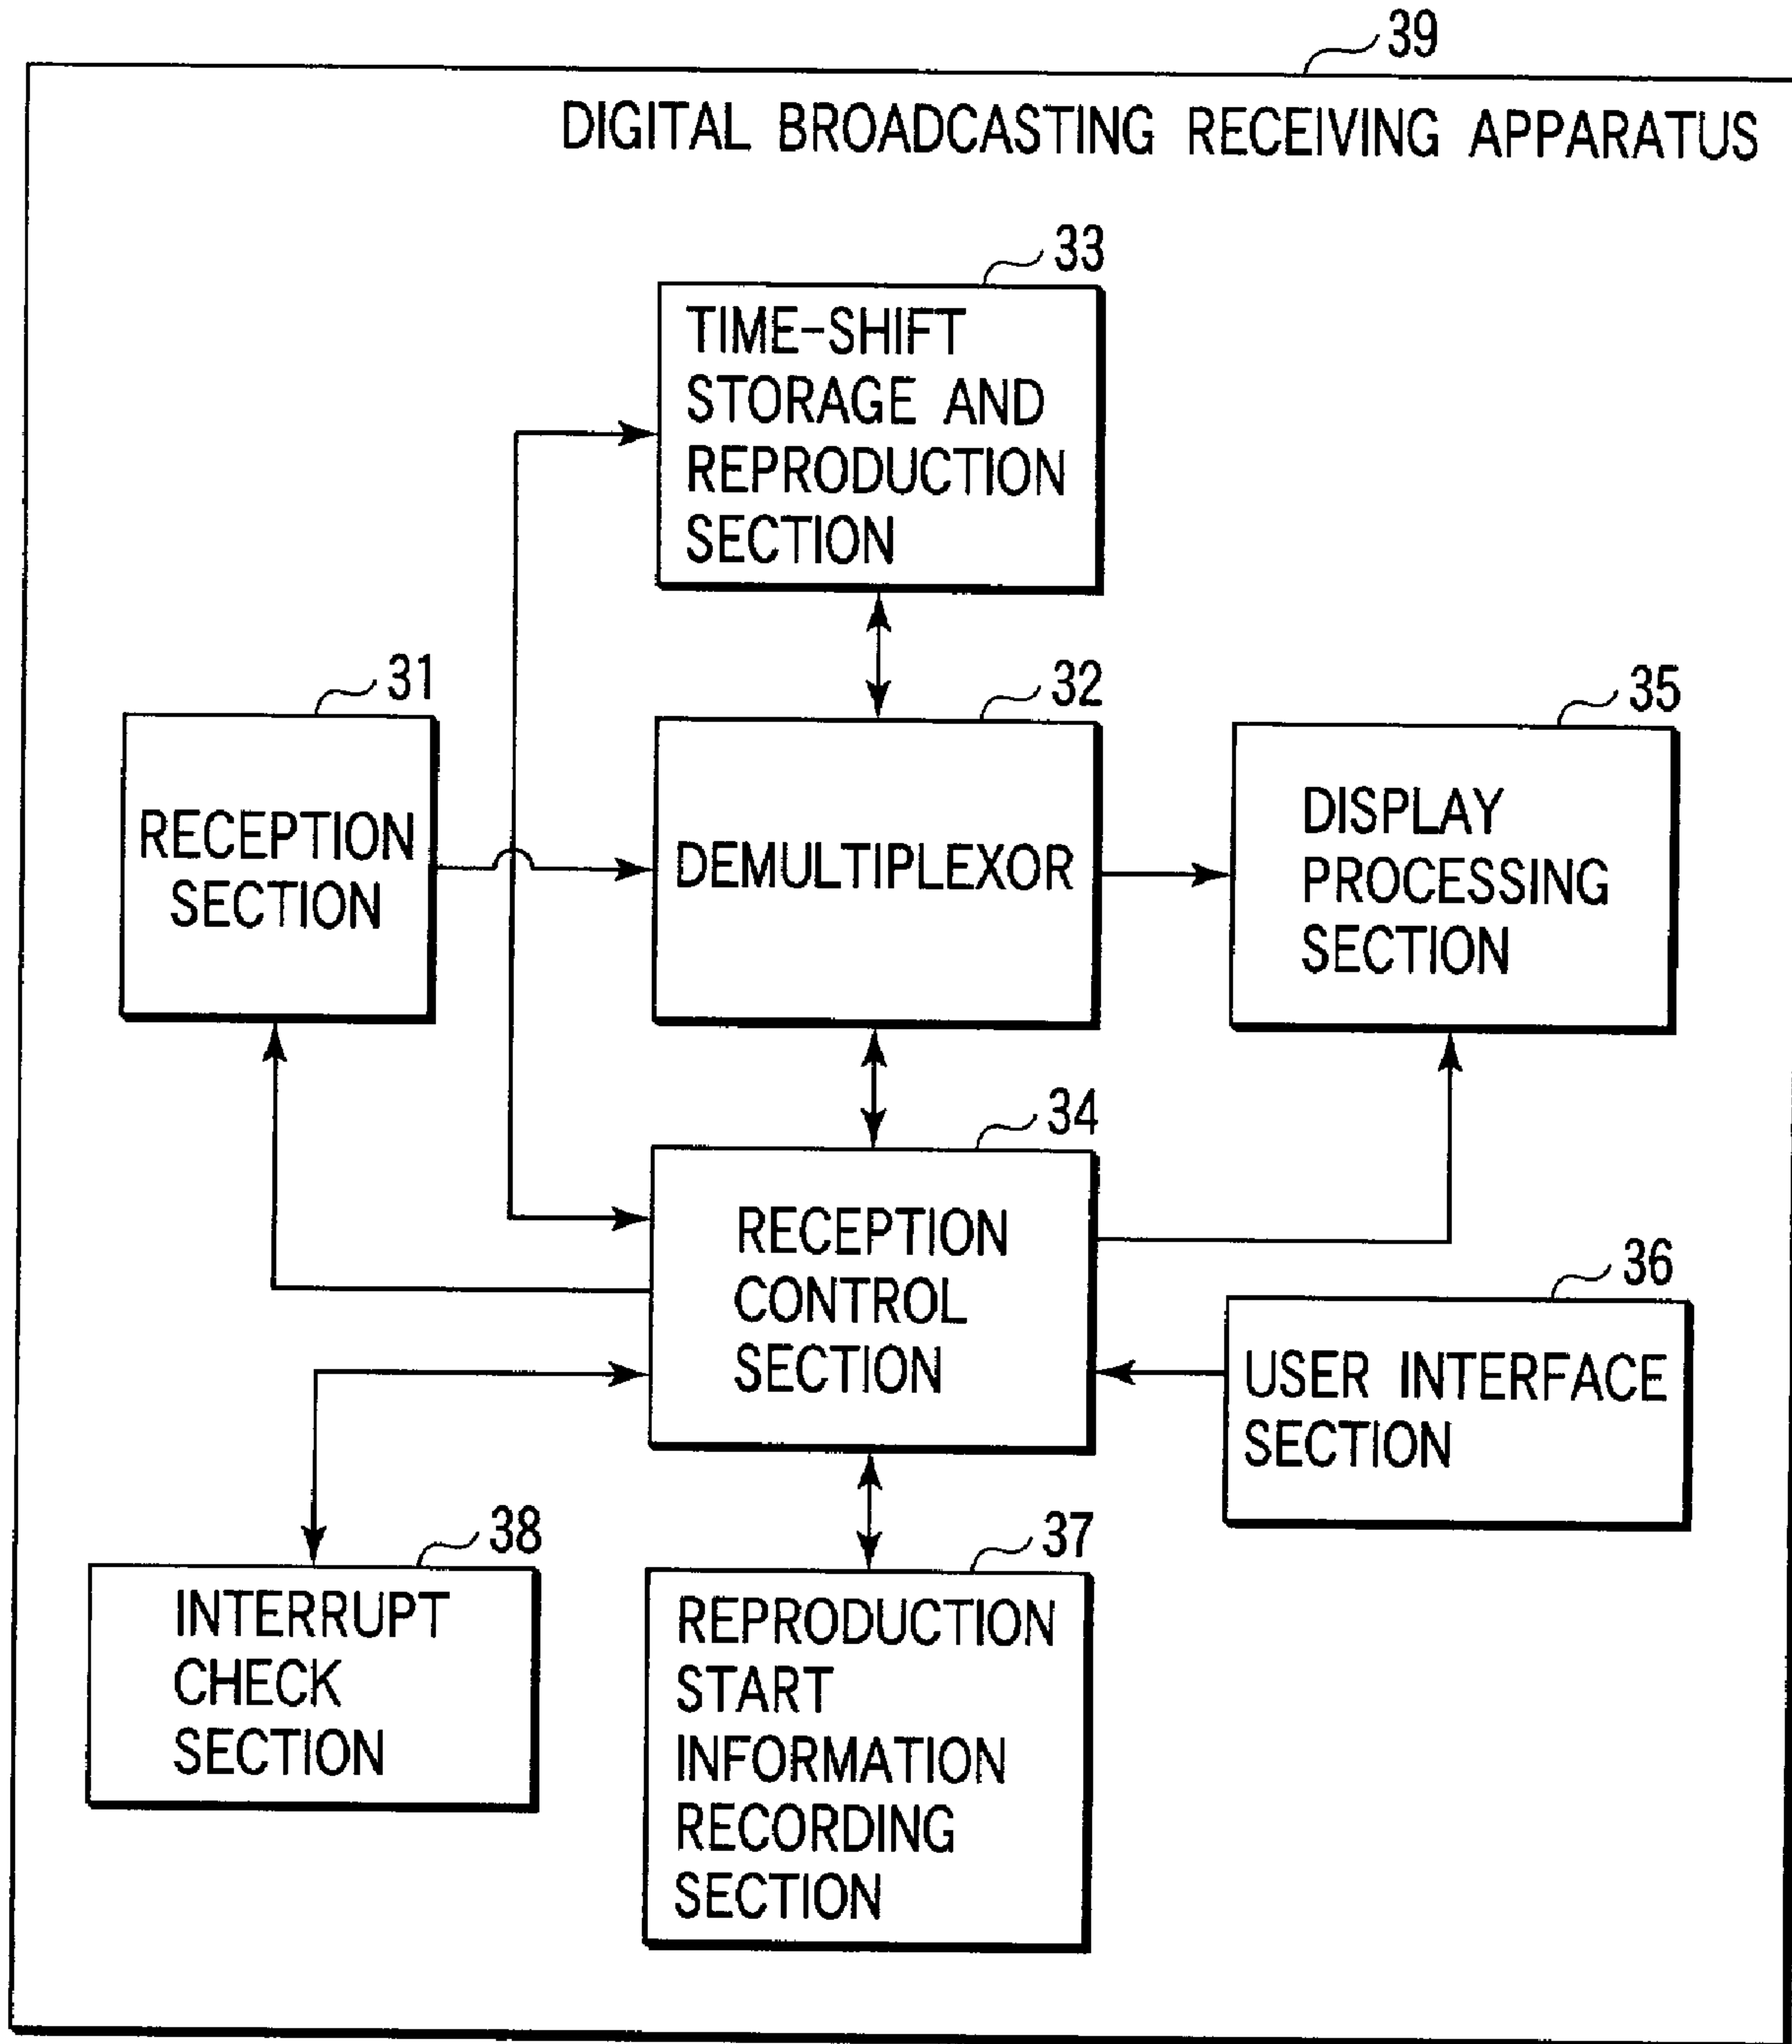 39
DIGITAL BROADCASTING RECEIVING APPARATUS
33
TIME-SHIFT
STORAGE AND
REPRODUCTION
SECTION
31
RECEPTION
SECTION
32
DEMULTIPLEXOR
35
DISPLAY
PROCESSING
SECTION
34
RECEPTION
CONTROL
SECTION
36
USER INTERFACE
SECTION
38
INTERRUPT
CHECK
SECTION
37
REPRODUCTION
START
INFORMATION
RECORDING
SECTION